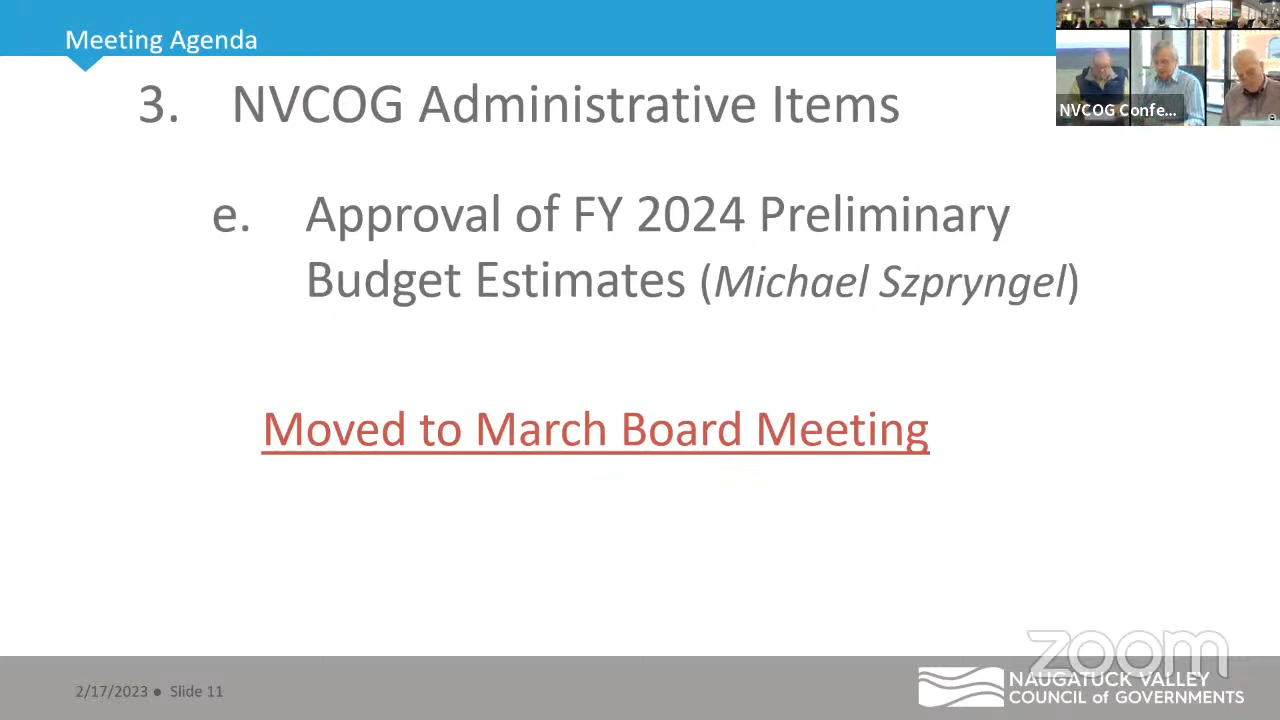 Meeting Agenda
3. NVCOG Administrative Items
NVCOG Confe...
e. Approval of FY 2024 Preliminary
Budget Estimates (Michael Szpryngel)
Moved to March Board Meeting
zoom
2/17/2023 ● Slide 11
NAUGATUCK VALLEY
COUNCIL of GOVERNMENTS